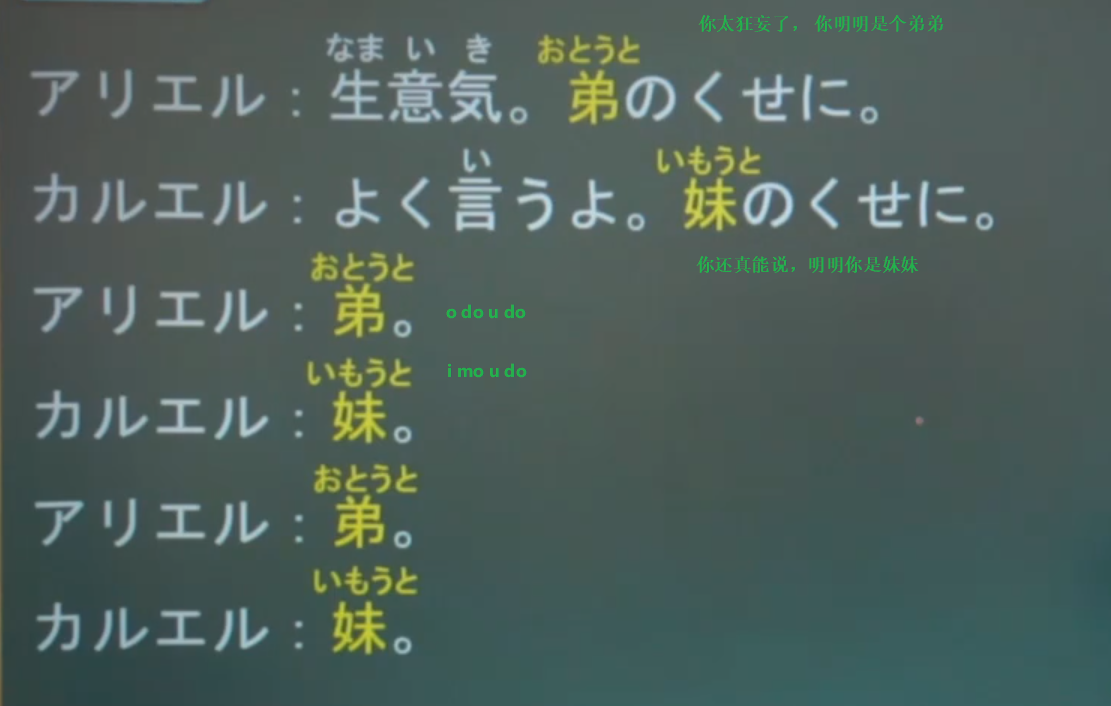 你太狂妄了， 你明明是个弟弟
なま い き おとうと
アリエル：生意気。弟のくせに。
い いもうと
カルエル：よく言うよ。妹のくせに。
你还真能说，明明你是妹妹
おとうと
アリエル：弟。 o do u do
いもうと
カルエル：妹。 i mo u do
おとうと
アリエル：弟。
いもうと
カルエル：妹。